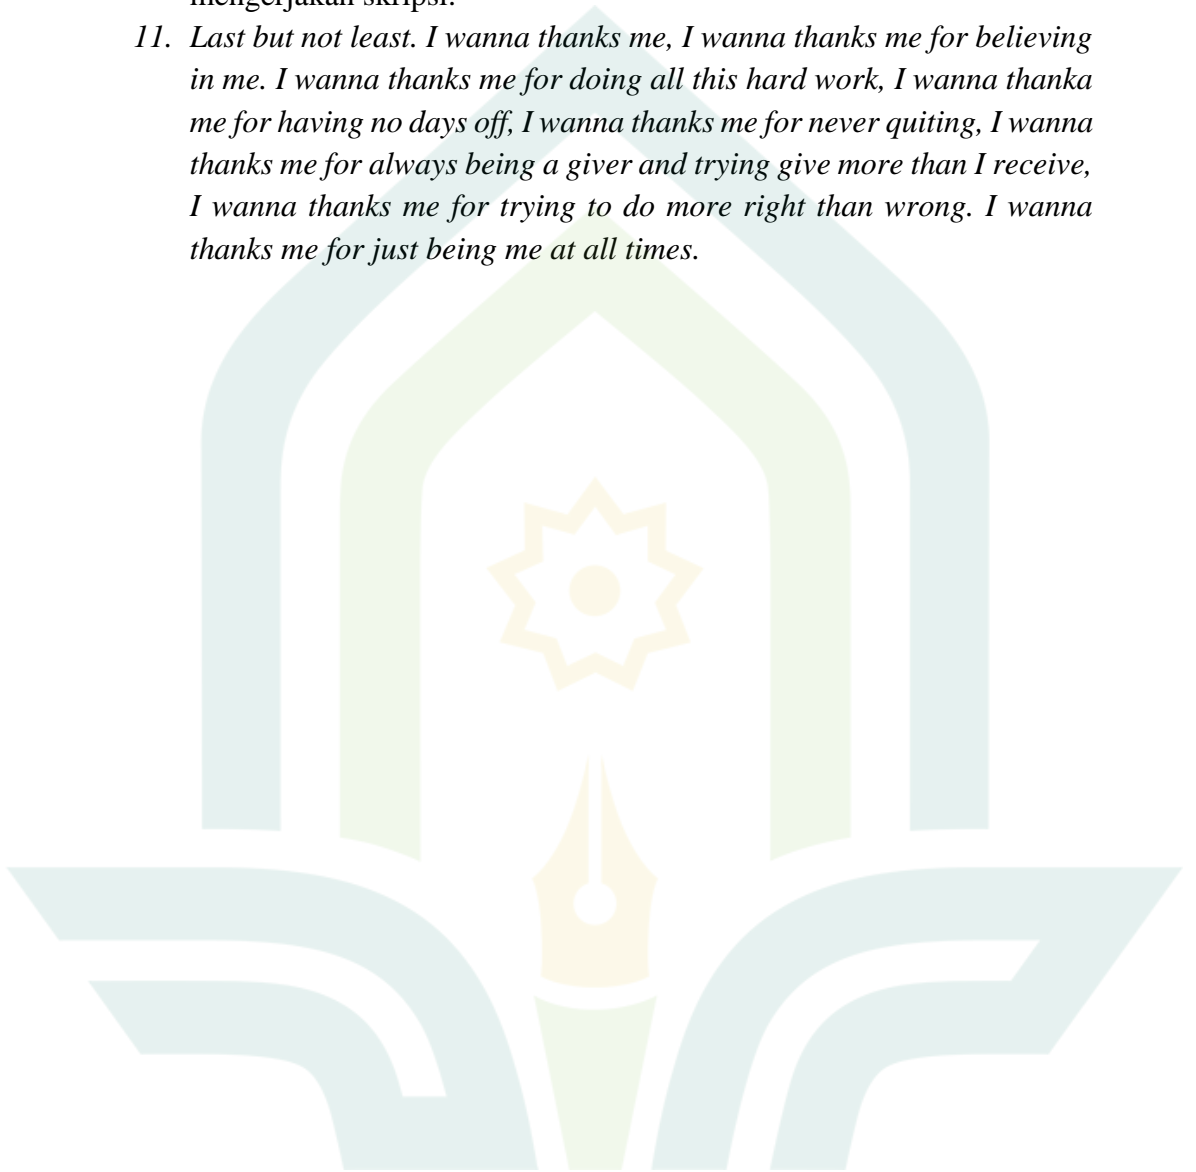 mengerjakan skripsi.
11. Last but not least. I wanna thanks me, I wanna thanks me for believing
in me. I wanna thanks me for doing all this hard work, I wanna thanka
me for having no days off, I wanna thanks me for never quiting, I wanna
thanks me for always being a giver and trying give more than I receive,
I wanna thanks me for trying to do more right than wrong. I wanna
thanks me for just being me at all times.